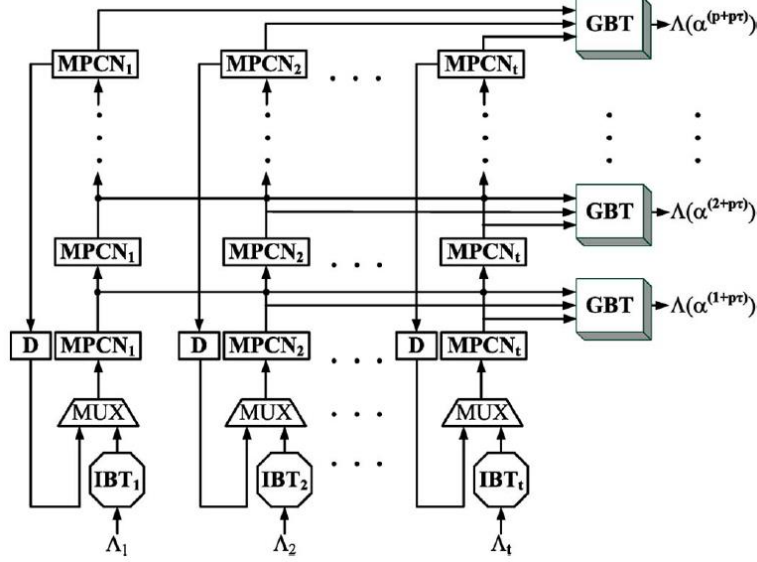 GBT Λ(α^(p+pτ))
MPCN₁ MPCN₂ . . . MPCNₜ
GBT Λ(α^(2+pτ))
MPCN₁ MPCN₂ . . . MPCNₜ
GBT Λ(α^(1+pτ))
D MPCN₁ D MPCN₂ . . . D MPCNₜ
MUX MUX . . . MUX
IBT₁ IBT₂ . . . IBTₜ
Λ₁ Λ₂ Λₜ